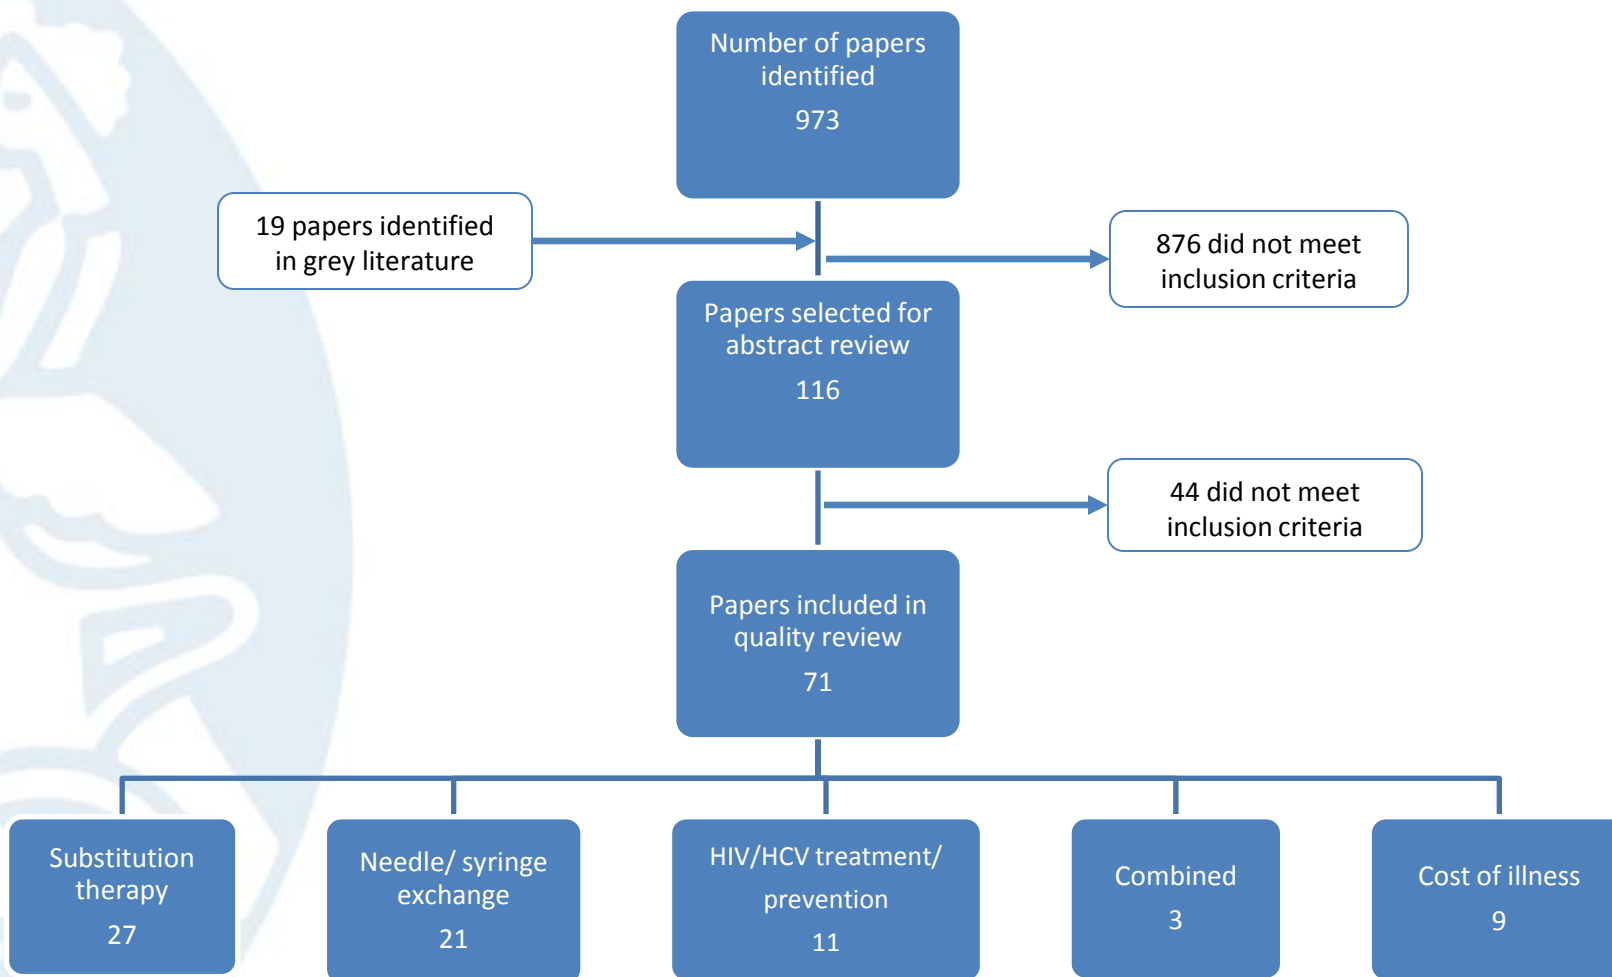 Number of papers
identified
973
19 papers identified
in grey literature
876 did not meet
inclusion criteria
Papers selected for
abstract review
116
44 did not meet
inclusion criteria
Papers included in
quality review
71
Substitution
therapy
27
Needle/ syringe
exchange
21
HIV/HCV treatment/
prevention
11
Combined
3
Cost of illness
9